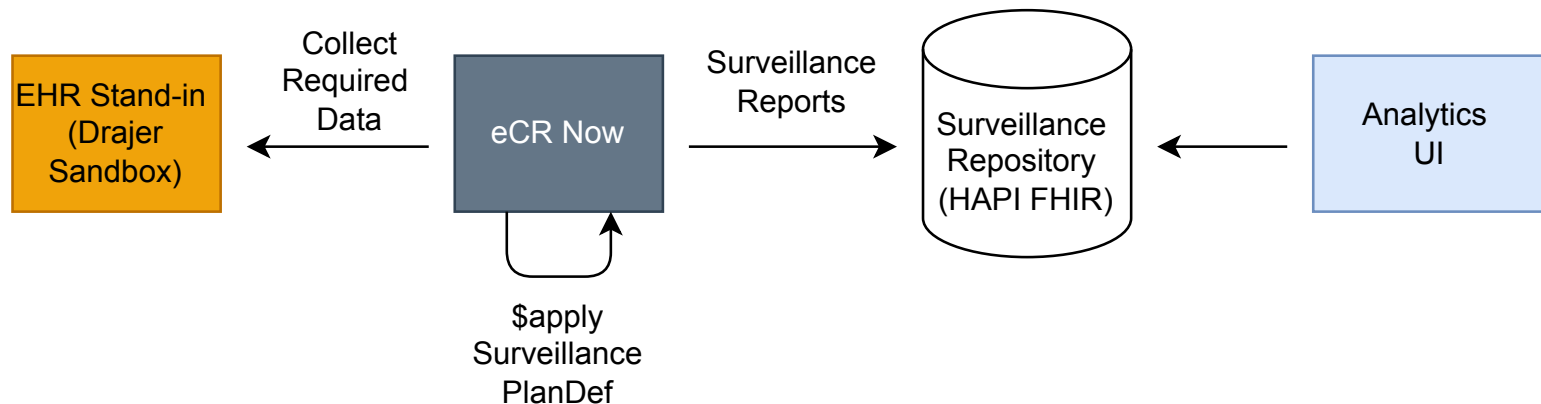 EHR Stand-in
(Drajer
Sandbox)
Collect
Required
Data
eCR Now
$apply
Surveillance
PlanDef
Surveillance
Reports
Surveillance
Repository
(HAPI FHIR)
Analytics
UI